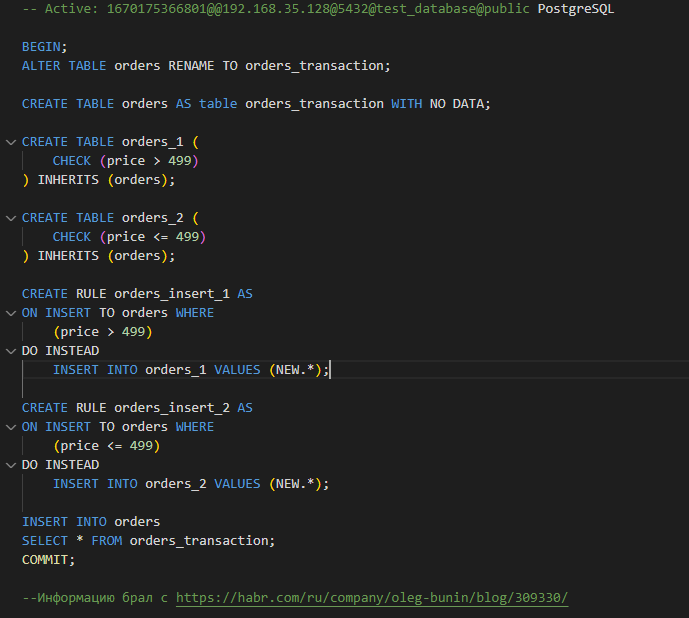 -- Active: 1670175366801@@192.168.35.128@5432@test_database@public PostgreSQL
BEGIN;
ALTER TABLE orders RENAME TO orders_transaction;
CREATE TABLE orders AS table orders_transaction WITH NO DATA;
CREATE TABLE orders_1 (
    CHECK (price > 499)
) INHERITS (orders);
CREATE TABLE orders_2 (
    CHECK (price <= 499)
) INHERITS (orders);
CREATE RULE orders_insert_1 AS
ON INSERT TO orders WHERE
    (price > 499)
DO INSTEAD
    INSERT INTO orders_1 VALUES (NEW.*);
CREATE RULE orders_insert_2 AS
ON INSERT TO orders WHERE
    (price <= 499)
DO INSTEAD
    INSERT INTO orders_2 VALUES (NEW.*);
INSERT INTO orders
SELECT * FROM orders_transaction;
COMMIT;
--Информацию брал с https://habr.com/ru/company/oleg-bunin/blog/309330/